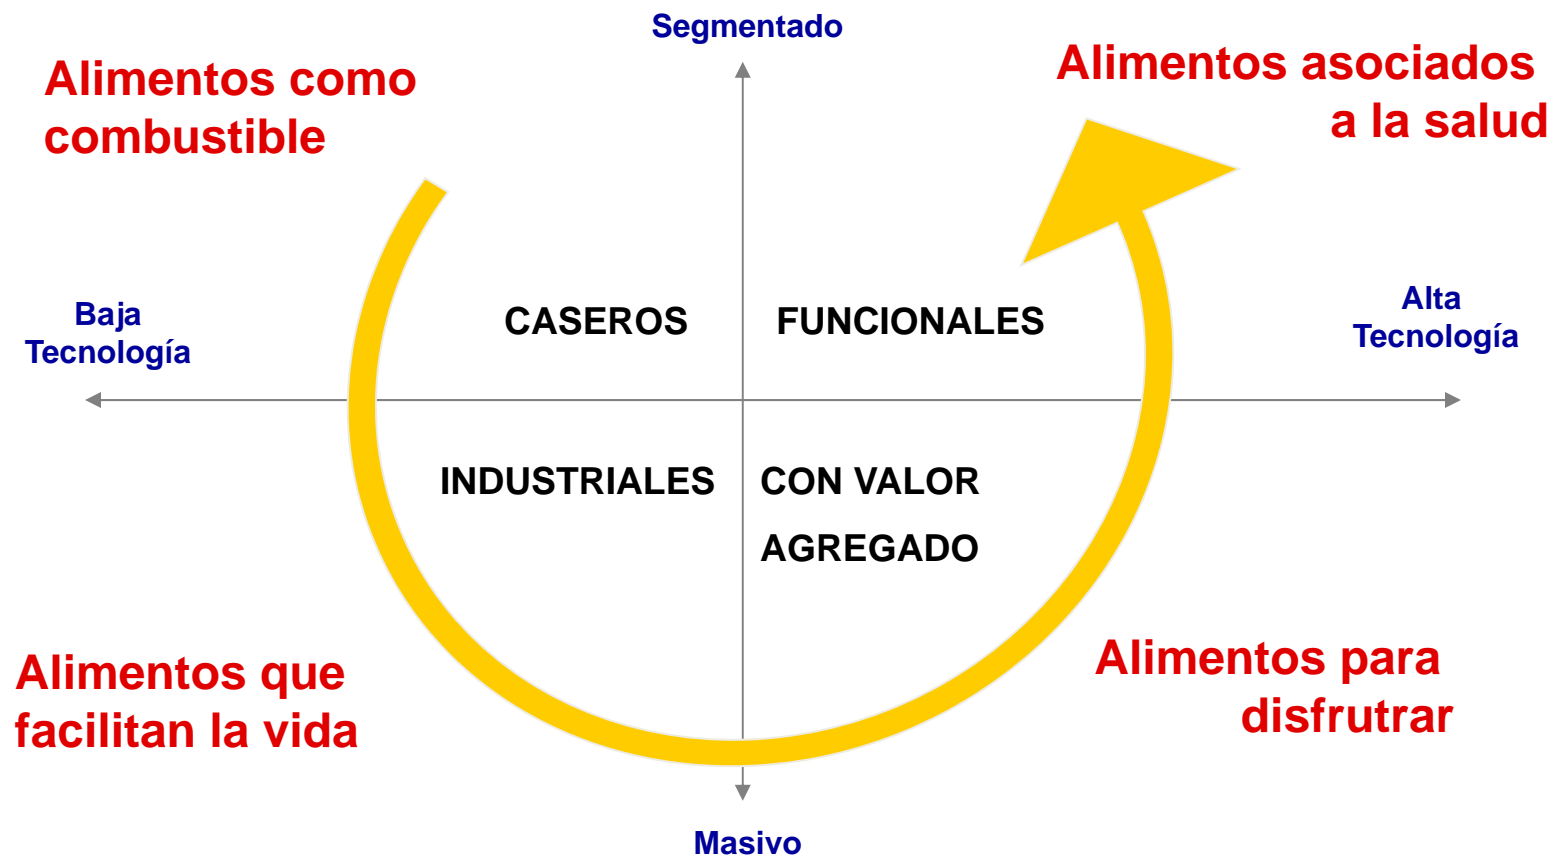 Segmentado
Alimentos como
combustible
Alimentos asociados
a la salud
Baja
Tecnología
CASEROS
FUNCIONALES
Alta
Tecnología
INDUSTRIALES
CON VALOR
AGREGADO
Alimentos que
facilitan la vida
Alimentos para
disfrutrar
Masivo